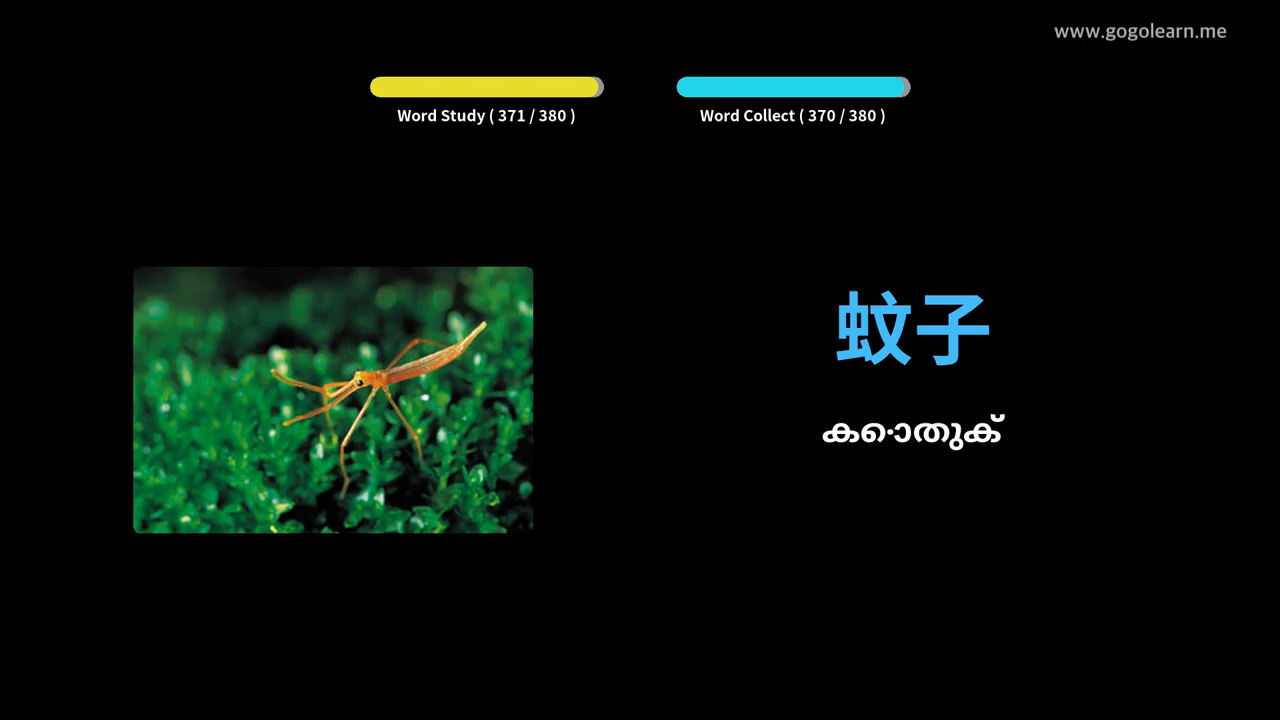 www.gogolearn.me
Word Study ( 371 / 380 )
Word Collect ( 370 / 380 )
蚊子
കൊതുക്